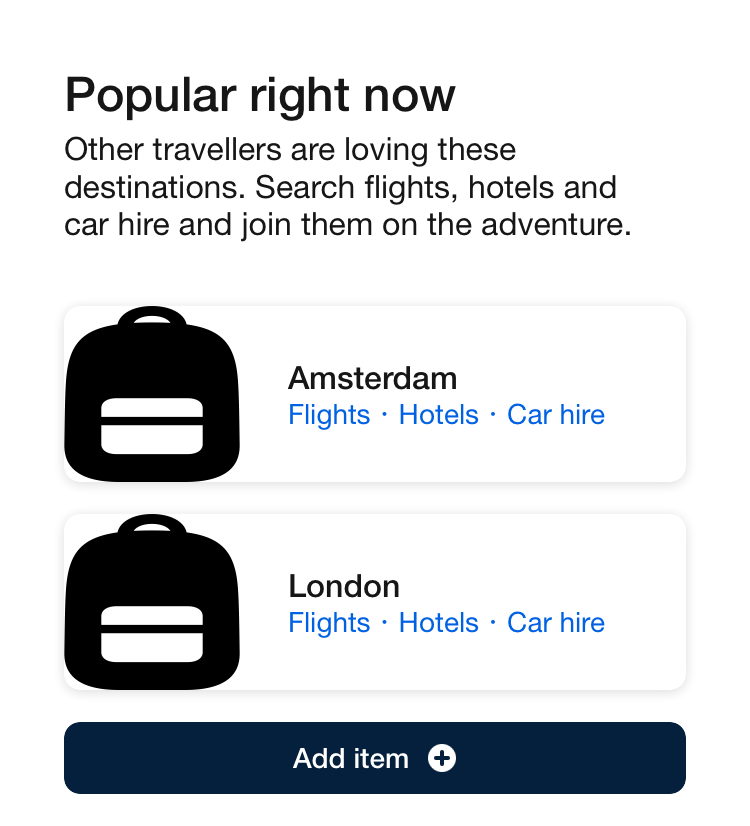 Popular right now
Other travellers are loving these
destinations. Search flights, hotels and
car hire and join them on the adventure.
Amsterdam
Flights · Hotels · Car hire
London
Flights · Hotels · Car hire
Add item